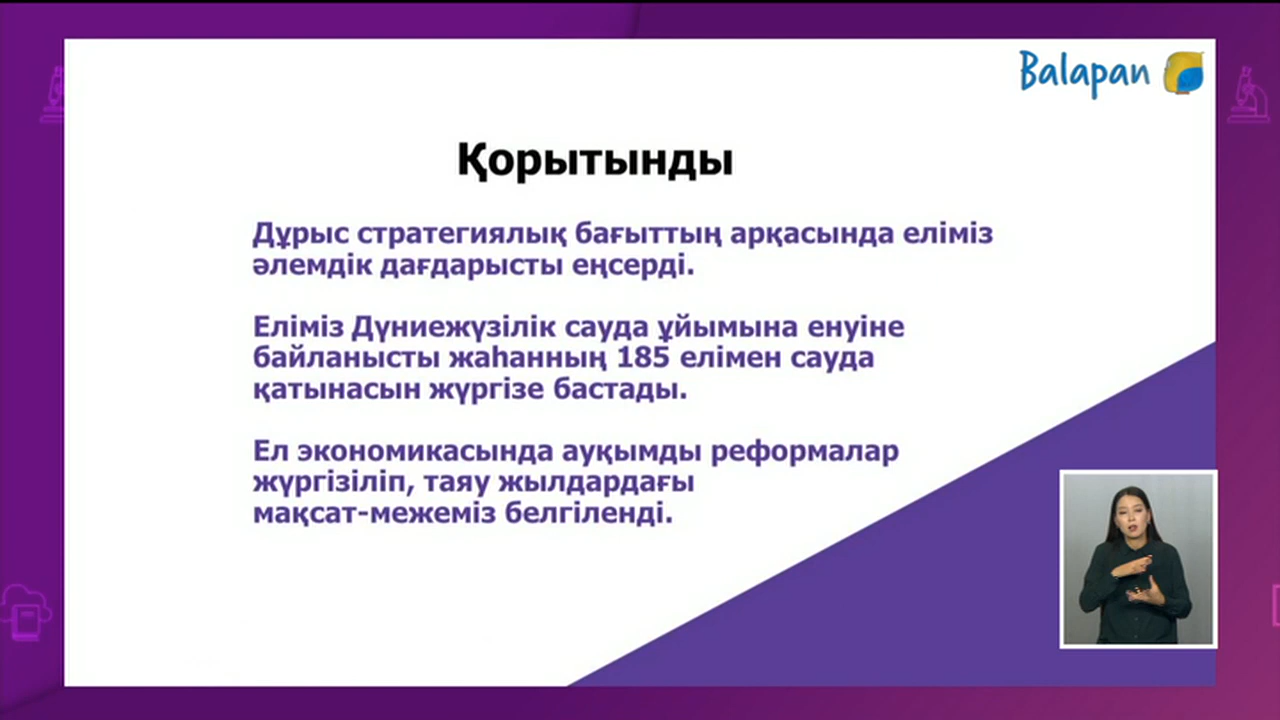 Balapan
Қорытынды
Дұрыс стратегиялық бағыттың арқасында еліміз
әлемдік дағдарысты еңсерді.
Еліміз Дүниежүзілік сауда ұйымына енуіне
байланысты жаһанның 185 елімен сауда
қатынасын жүргізе бастады.
Ел экономикасында ауқымды реформалар
жүргізіліп, таяу жылдардағы
мақсат-межеміз белгіленді.